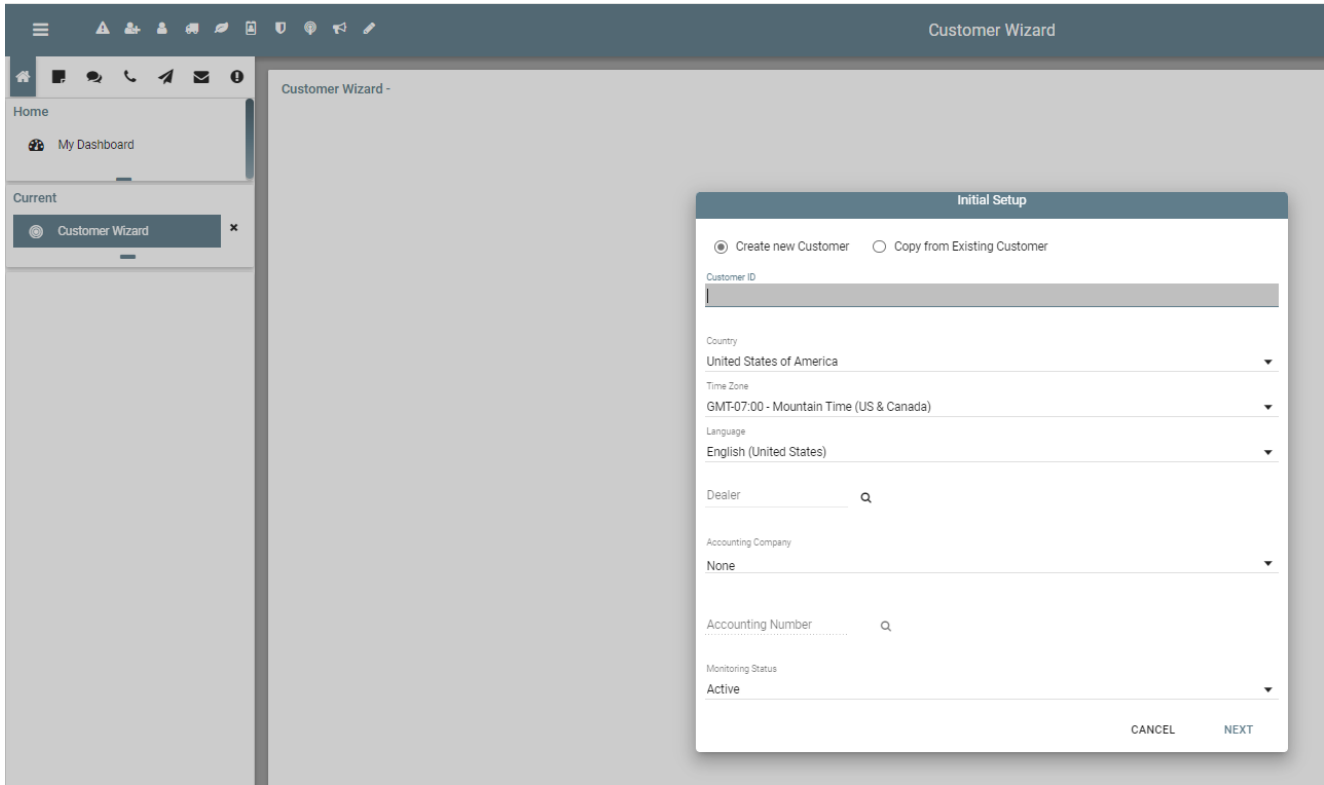 Customer Wizard
Home
My Dashboard
Current
Customer Wizard
Customer Wizard -
Initial Setup
Create new Customer
Copy from Existing Customer
Customer ID
Country
United States of America
Time Zone
GMT-07:00 - Mountain Time (US & Canada)
Language
English (United States)
Dealer
Accounting Company
None
Accounting Number
Monitoring Status
Active
CANCEL NEXT